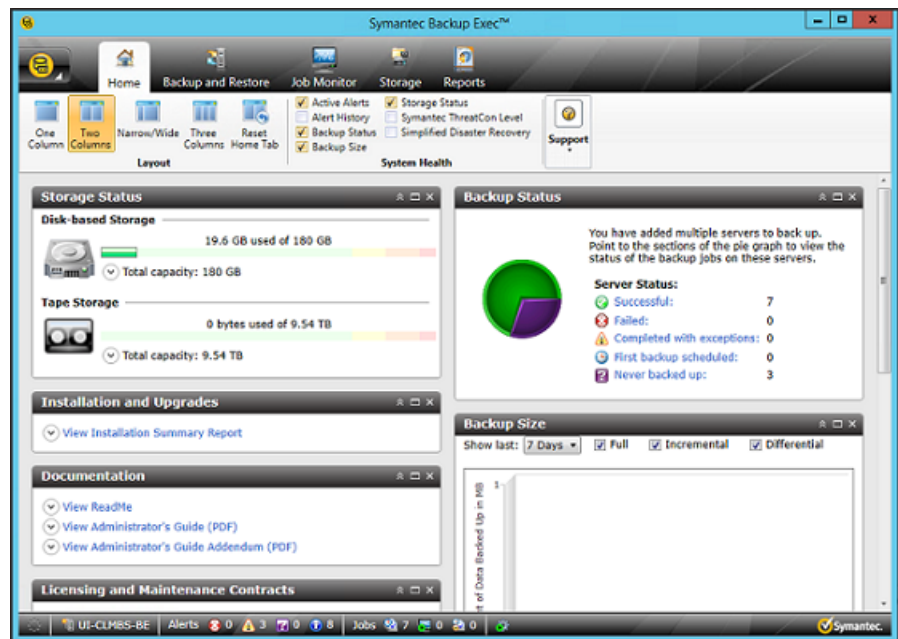 Symantec Backup Exec™
Home Backup and Restore Job Monitor Storage Reports
One Column
Two Columns
Narrow/Wide
Three Columns
Reset Home Tab
Layout
Active Alerts
Alert History
Backup Status
Backup Size
Storage Status
Symantec ThreatCon Level
Simplified Disaster Recovery
System Health
Support
Storage Status
Disk-based Storage
19.6 GB used of 180 GB
Total capacity: 180 GB
Tape Storage
0 bytes used of 9.54 TB
Total capacity: 9.54 TB
Installation and Upgrades
View Installation Summary Report
Documentation
View ReadMe
View Administrator's Guide (PDF)
View Administrator's Guide Addendum (PDF)
Licensing and Maintenance Contracts
Backup Status
You have added multiple servers to back up.
Point to the sections of the pie graph to view the
status of the backup jobs on these servers.
Server Status:
Successful: 7
Failed: 0
Completed with exceptions: 0
First backup scheduled: 0
Never backed up: 3
Backup Size
Show last: 7 Days Full Incremental Differential
1
of Data Backed Up in MB
UI-CLMBS-BE Alerts 0 3 0 8 Jobs 7 0 0
Symantec.